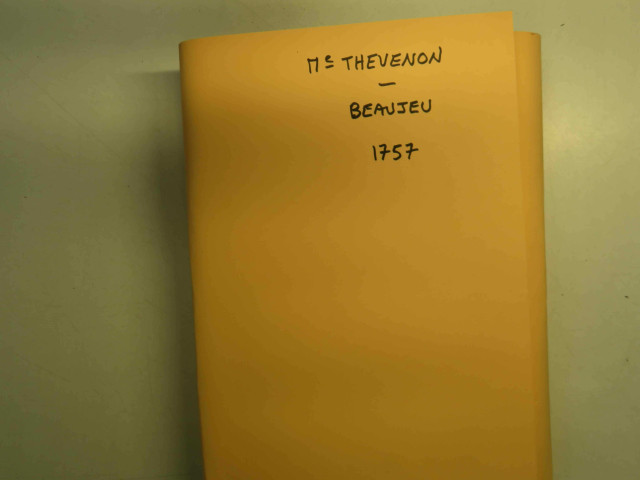 Mᵉ THEVENON
—
BEAUJEU
1757